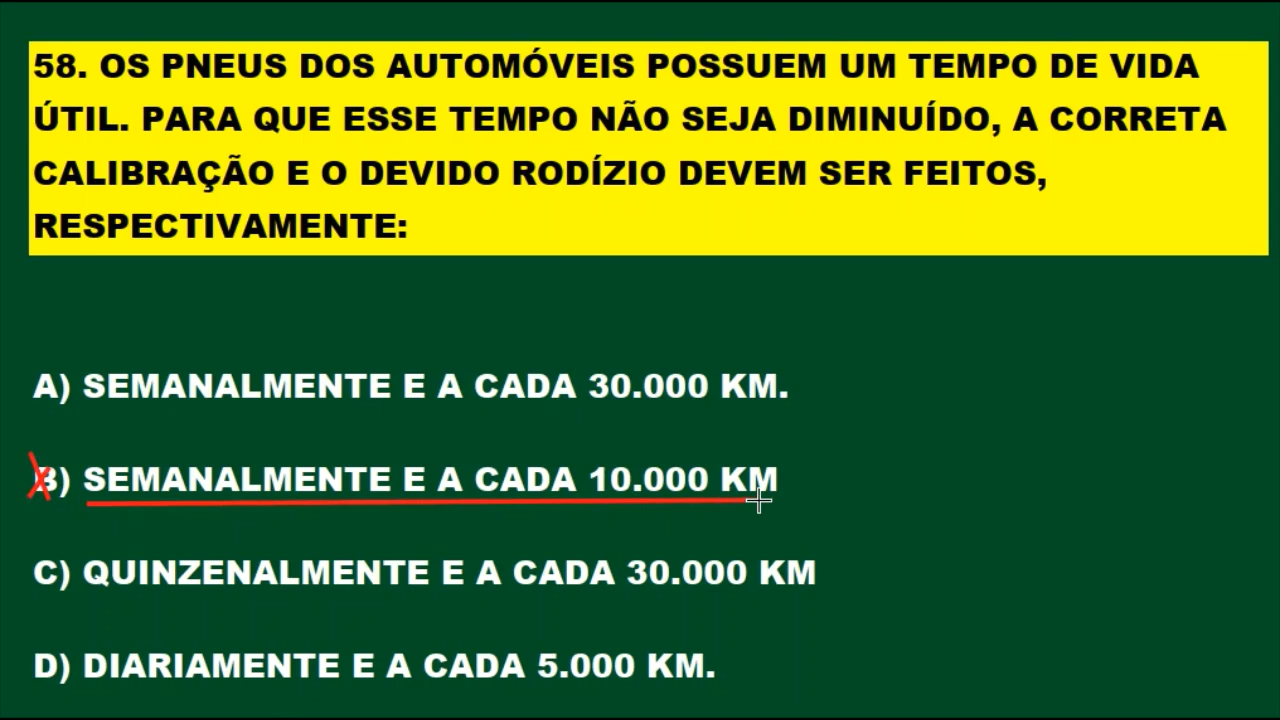 58. OS PNEUS DOS AUTOMÓVEIS POSSUEM UM TEMPO DE VIDA
ÚTIL. PARA QUE ESSE TEMPO NÃO SEJA DIMINUÍDO, A CORRETA
CALIBRAÇÃO E O DEVIDO RODÍZIO DEVEM SER FEITOS,
RESPECTIVAMENTE:
A) SEMANALMENTE E A CADA 30.000 KM.
B) SEMANALMENTE E A CADA 10.000 KM
C) QUINZENALMENTE E A CADA 30.000 KM
D) DIARIAMENTE E A CADA 5.000 KM.